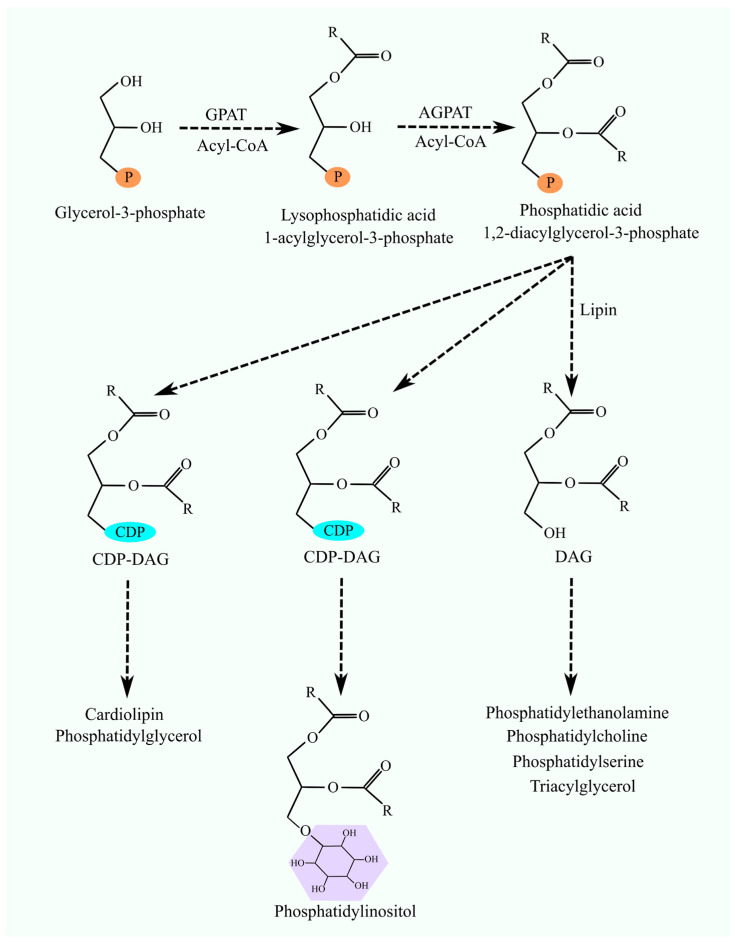 R
O
O
OH
OH
P
Glycerol-3-phosphate
GPAT
Acyl-CoA
OH
P
Lysophosphatidic acid
1-acylglycerol-3-phosphate
AGPAT
Acyl-CoA
R
O
O
O
O
R
P
Phosphatidic acid
1,2-diacylglycerol-3-phosphate
Lipin
R
O
O
O
O
R
CDP
CDP-DAG
R
O
O
O
O
R
CDP
CDP-DAG
R
O
O
O
O
R
OH
DAG
Cardiolipin
Phosphatidylglycerol
R
O
O
O
O
R
O
OH
HO
OH
HO
OH
Phosphatidylinositol
Phosphatidylethanolamine
Phosphatidylcholine
Phosphatidylserine
Triacylglycerol